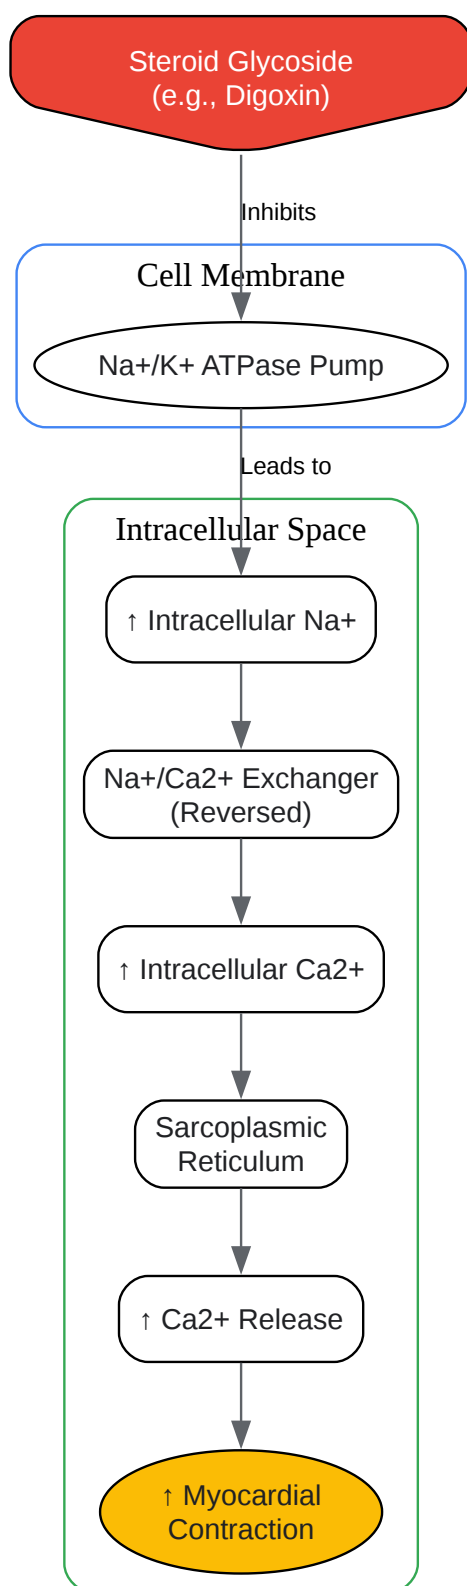 Steroid Glycoside
(e.g., Digoxin)
Inhibits
Cell Membrane
Na+/K+ ATPase Pump
Leads to
Intracellular Space
↑ Intracellular Na+
Na+/Ca2+ Exchanger
(Reversed)
↑ Intracellular Ca2+
Sarcoplasmic
Reticulum
↑ Ca2+ Release
↑ Myocardial
Contraction